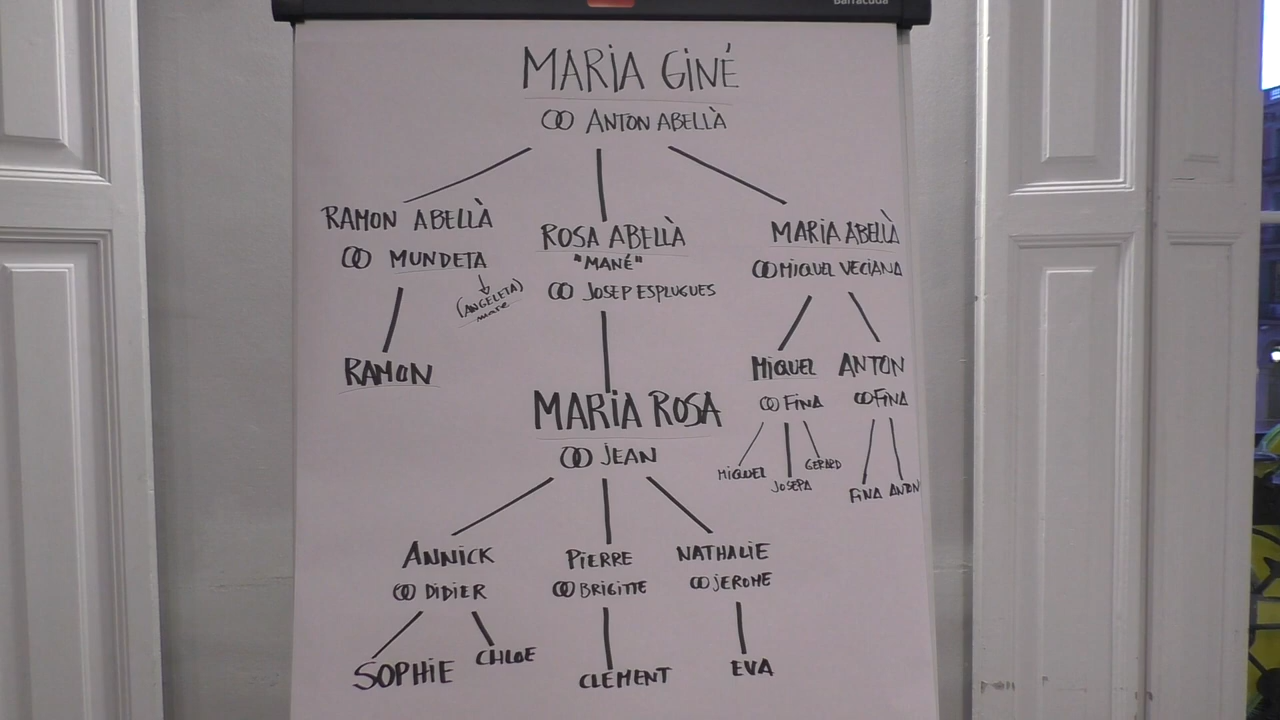 Barracuda
MARIA GINÉ
ANTON ABELLÀ
RAMON ABELLÀ
MUNDETA
(ANGELETA)
mare
RAMON
ROSA ABELLÀ
"MANÉ"
JOSEP ESPLUGUES
MARIA ABELLÀ
MIQUEL VECIANA
MIQUEL
FINA
MIQUEL
JOSEPA
GERARD
ANTON
FINA
FINA ANTON
MARIA ROSA
JEAN
ANNICK
DIDIER
SOPHIE
CHLOE
PIERRE
BRIGITTE
CLEMENT
NATHALIE
JEROME
EVA